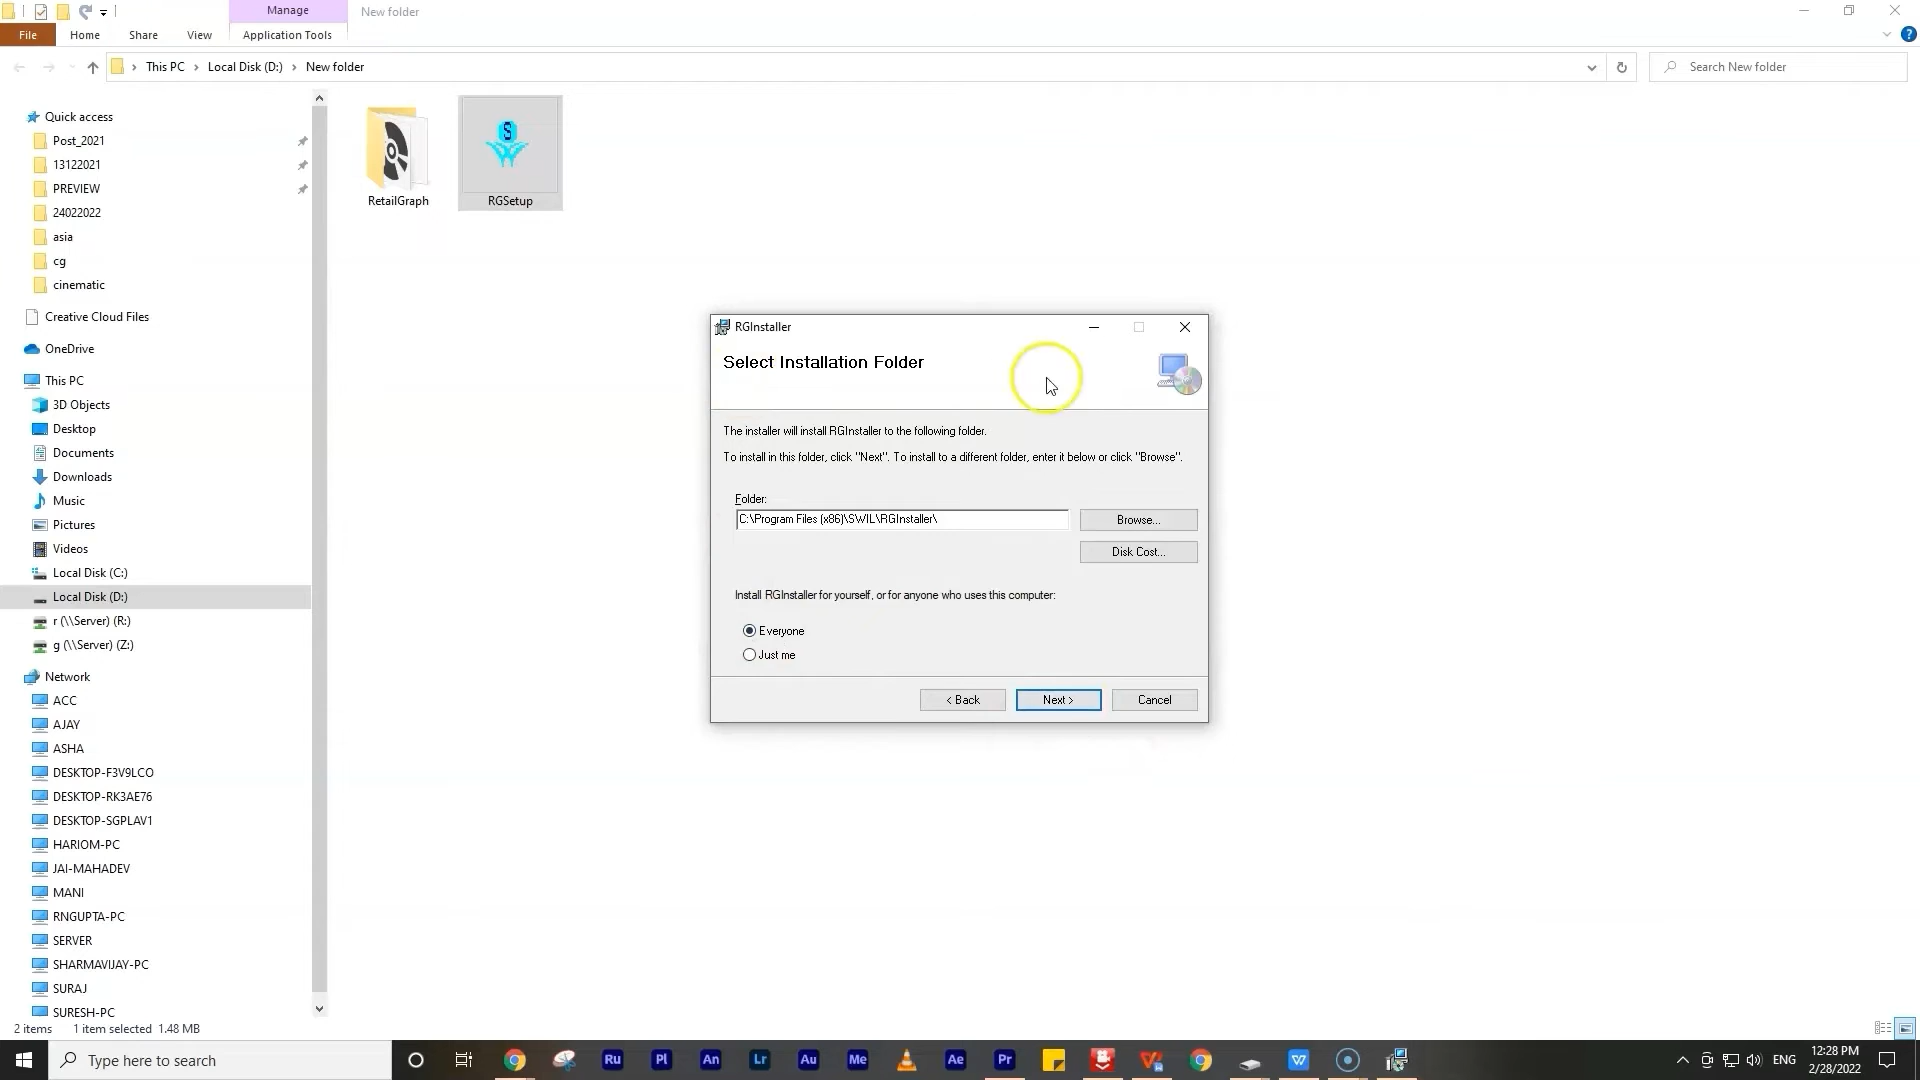 Manage
New folder
File
Home
Share
View
Application Tools
This PC > Local Disk (D:) > New folder
Search New folder
Quick access
Post_2021
13122021
PREVIEW
24022022
asia
cg
cinematic
Creative Cloud Files
OneDrive
This PC
3D Objects
Desktop
Documents
Downloads
Music
Pictures
Videos
Local Disk (C:)
Local Disk (D:)
r (\\Server) (R:)
g (\\Server) (Z:)
Network
ACC
AJAY
ASHA
DESKTOP-F3V9LCO
DESKTOP-RK3AE76
DESKTOP-SGPLAV1
HARIOM-PC
JAI-MAHADEV
MANI
RNGUPTA-PC
SERVER
SHARMAVIJAY-PC
SURAJ
SURESH-PC
RetailGraph
S
RGSetup
RGInstaller
Select Installation Folder
The installer will install RGInstaller to the following folder.
To install in this folder, click "Next". To install to a different folder, enter it below or click "Browse".
Folder:
C:\Program Files (x86)\SWIL\RGInstaller\
Browse...
Disk Cost...
Install RGInstaller for yourself, or for anyone who uses this computer:
Everyone
Just me
< Back
Next >
Cancel
2 items 1 item selected 1.48 MB
Type here to search
Ru
Pl
An
Lr
Au
Me
Ae
Pr
W
ENG
12:28 PM
2/28/2022